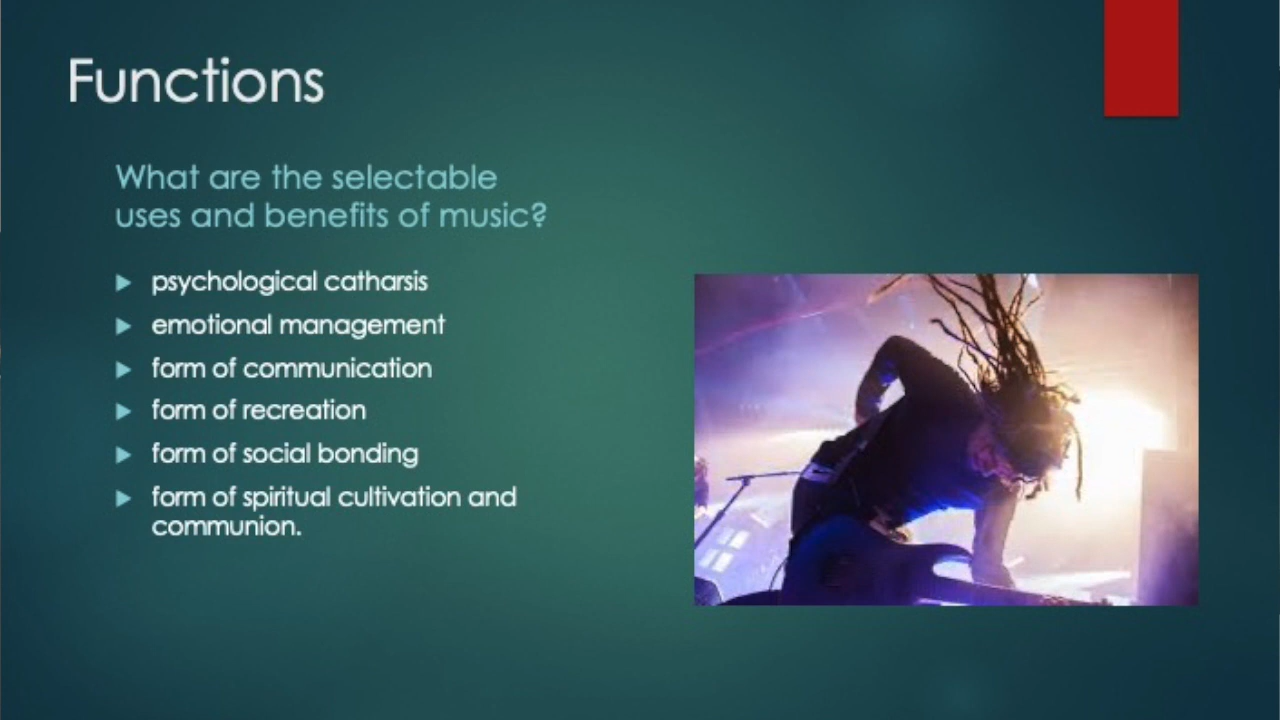 Functions
What are the selectable
uses and benefits of music?
psychological catharsis
emotional management
form of communication
form of recreation
form of social bonding
form of spiritual cultivation and
communion.